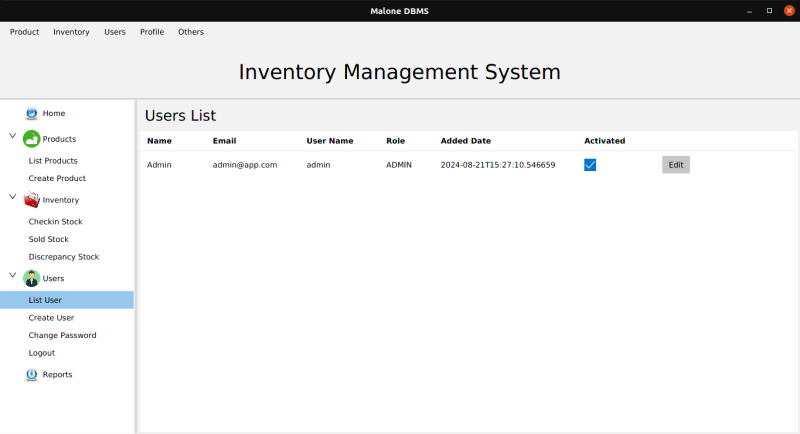 Malone DBMS
Product Inventory Users Profile Others
Inventory Management System
Home
Products
List Products
Create Product
Inventory
Checkin Stock
Sold Stock
Discrepancy Stock
Users
List User
Create User
Change Password
Logout
Reports
Users List
Name Email User Name Role Added Date Activated
Admin admin@app.com admin ADMIN 2024-08-21T15:27:10.546659 Edit